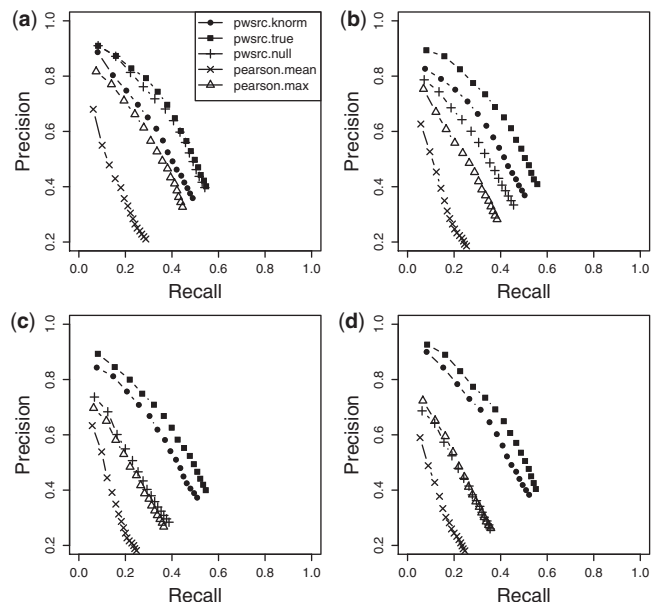 (a)
pwsrc.knorm
pwsrc.true
pwsrc.null
pearson.mean
pearson.max
Precision
0.2 0.4 0.6 0.8 1.0
0.0 0.2 0.4 0.6 0.8 1.0
Recall
(b)
Precision
0.2 0.4 0.6 0.8 1.0
0.0 0.2 0.4 0.6 0.8 1.0
Recall
(c)
Precision
0.2 0.4 0.6 0.8 1.0
0.0 0.2 0.4 0.6 0.8 1.0
Recall
(d)
Precision
0.2 0.4 0.6 0.8 1.0
0.0 0.2 0.4 0.6 0.8 1.0
Recall